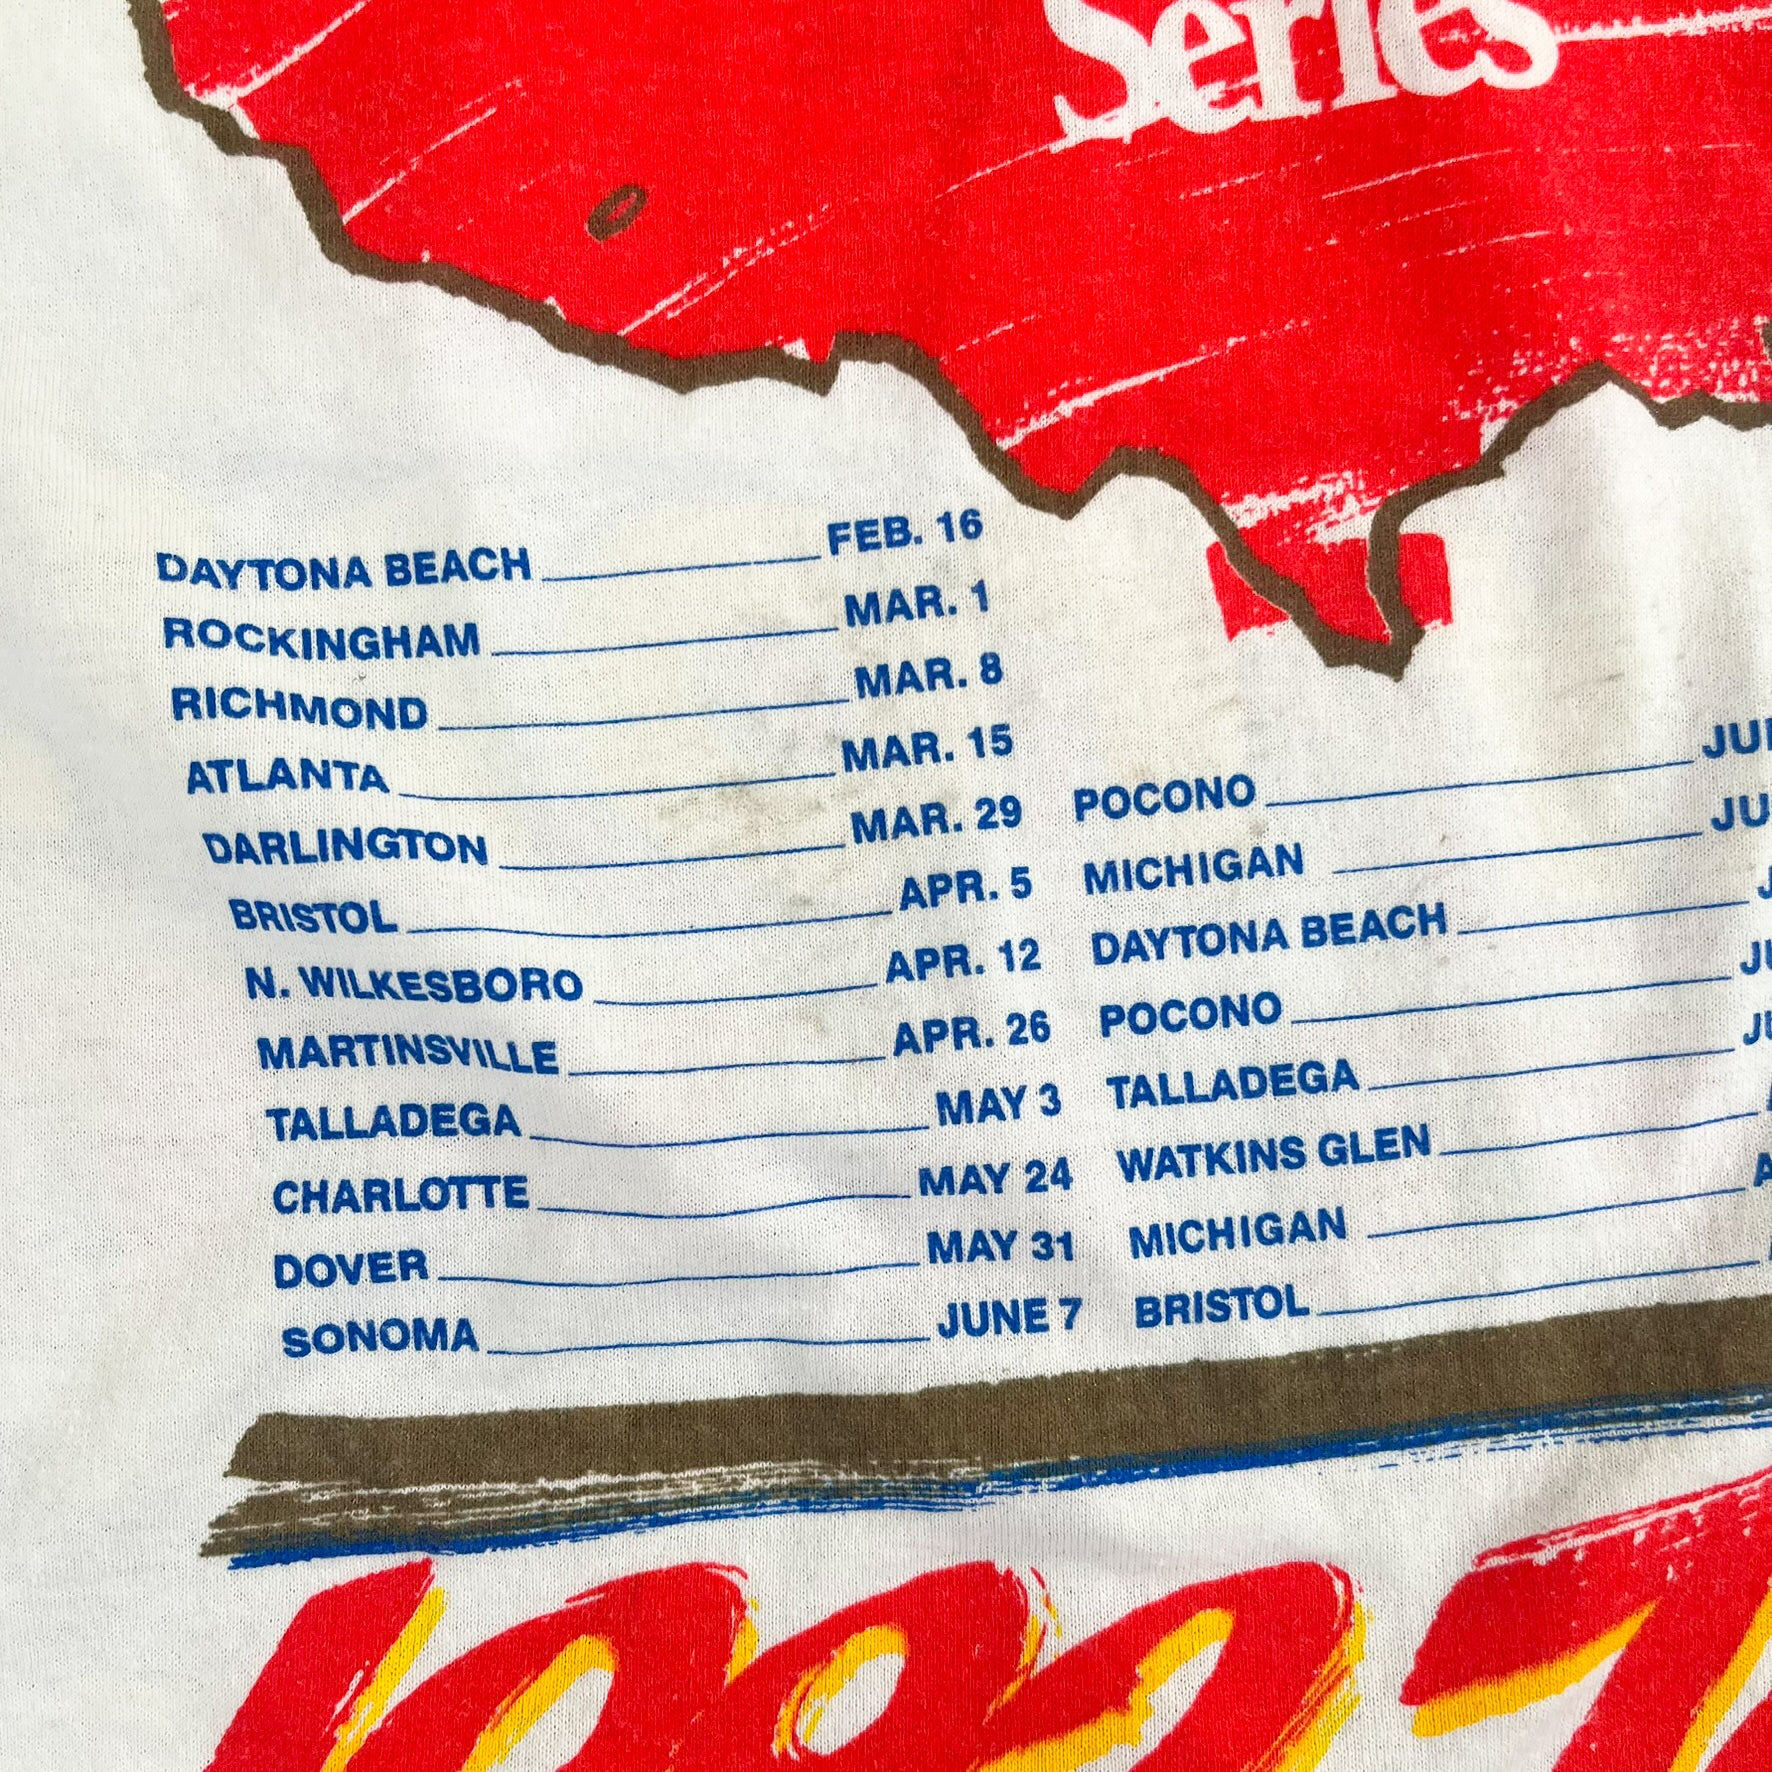 Series
DAYTONA BEACH FEB. 16
ROCKINGHAM MAR. 1
RICHMOND MAR. 8
ATLANTA MAR. 15
DARLINGTON MAR. 29
BRISTOL APR. 5
N. WILKESBORO APR. 12
MARTINSVILLE APR. 26
TALLADEGA MAY 3
CHARLOTTE MAY 24
DOVER MAY 31
SONOMA JUNE 7
POCONO
MICHIGAN
DAYTONA BEACH
POCONO
TALLADEGA
WATKINS GLEN
MICHIGAN
BRISTOL
1992